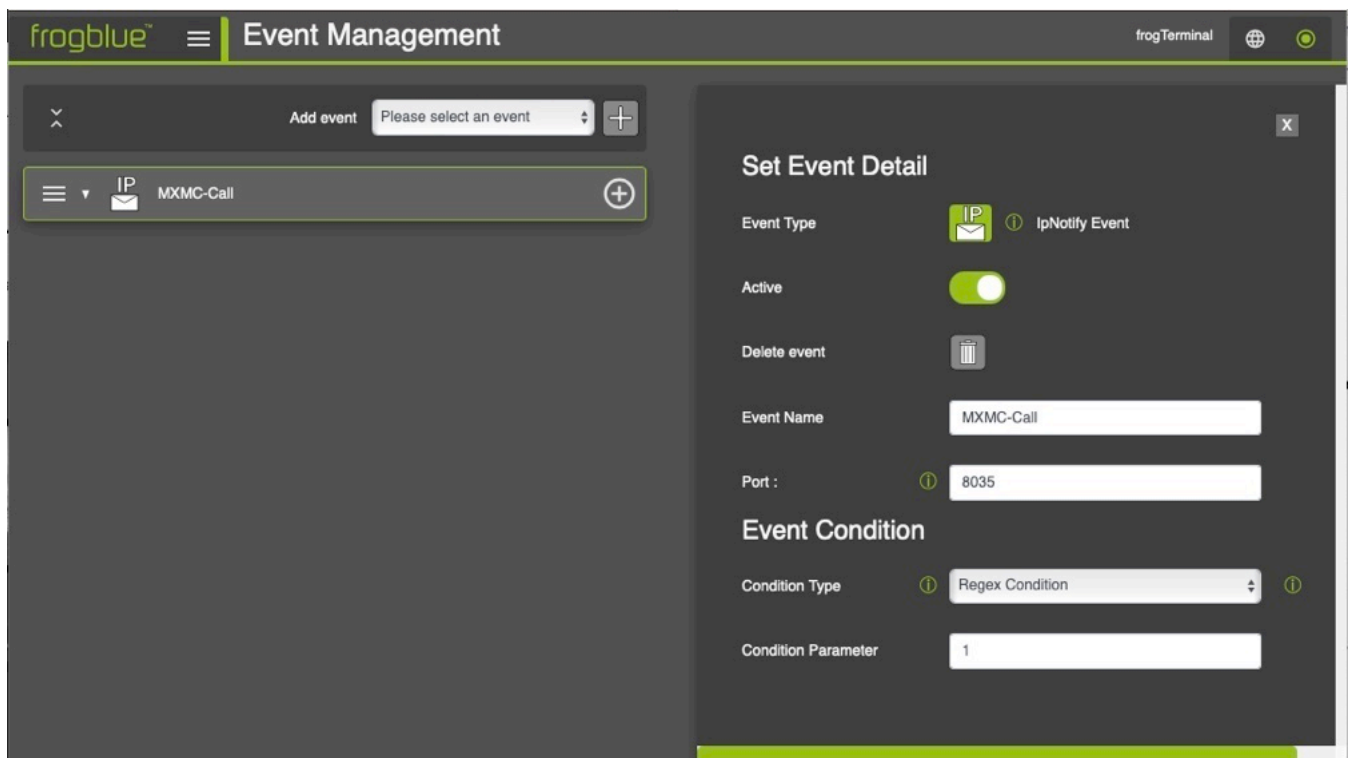 frogblue™ Event Management frogTerminal
Add event Please select an event
IP MXMC-Call
X
Set Event Detail
Event Type IP IpNotify Event
Active
Delete event
Event Name MXMC-Call
Port : 8035
Event Condition
Condition Type Regex Condition
Condition Parameter 1